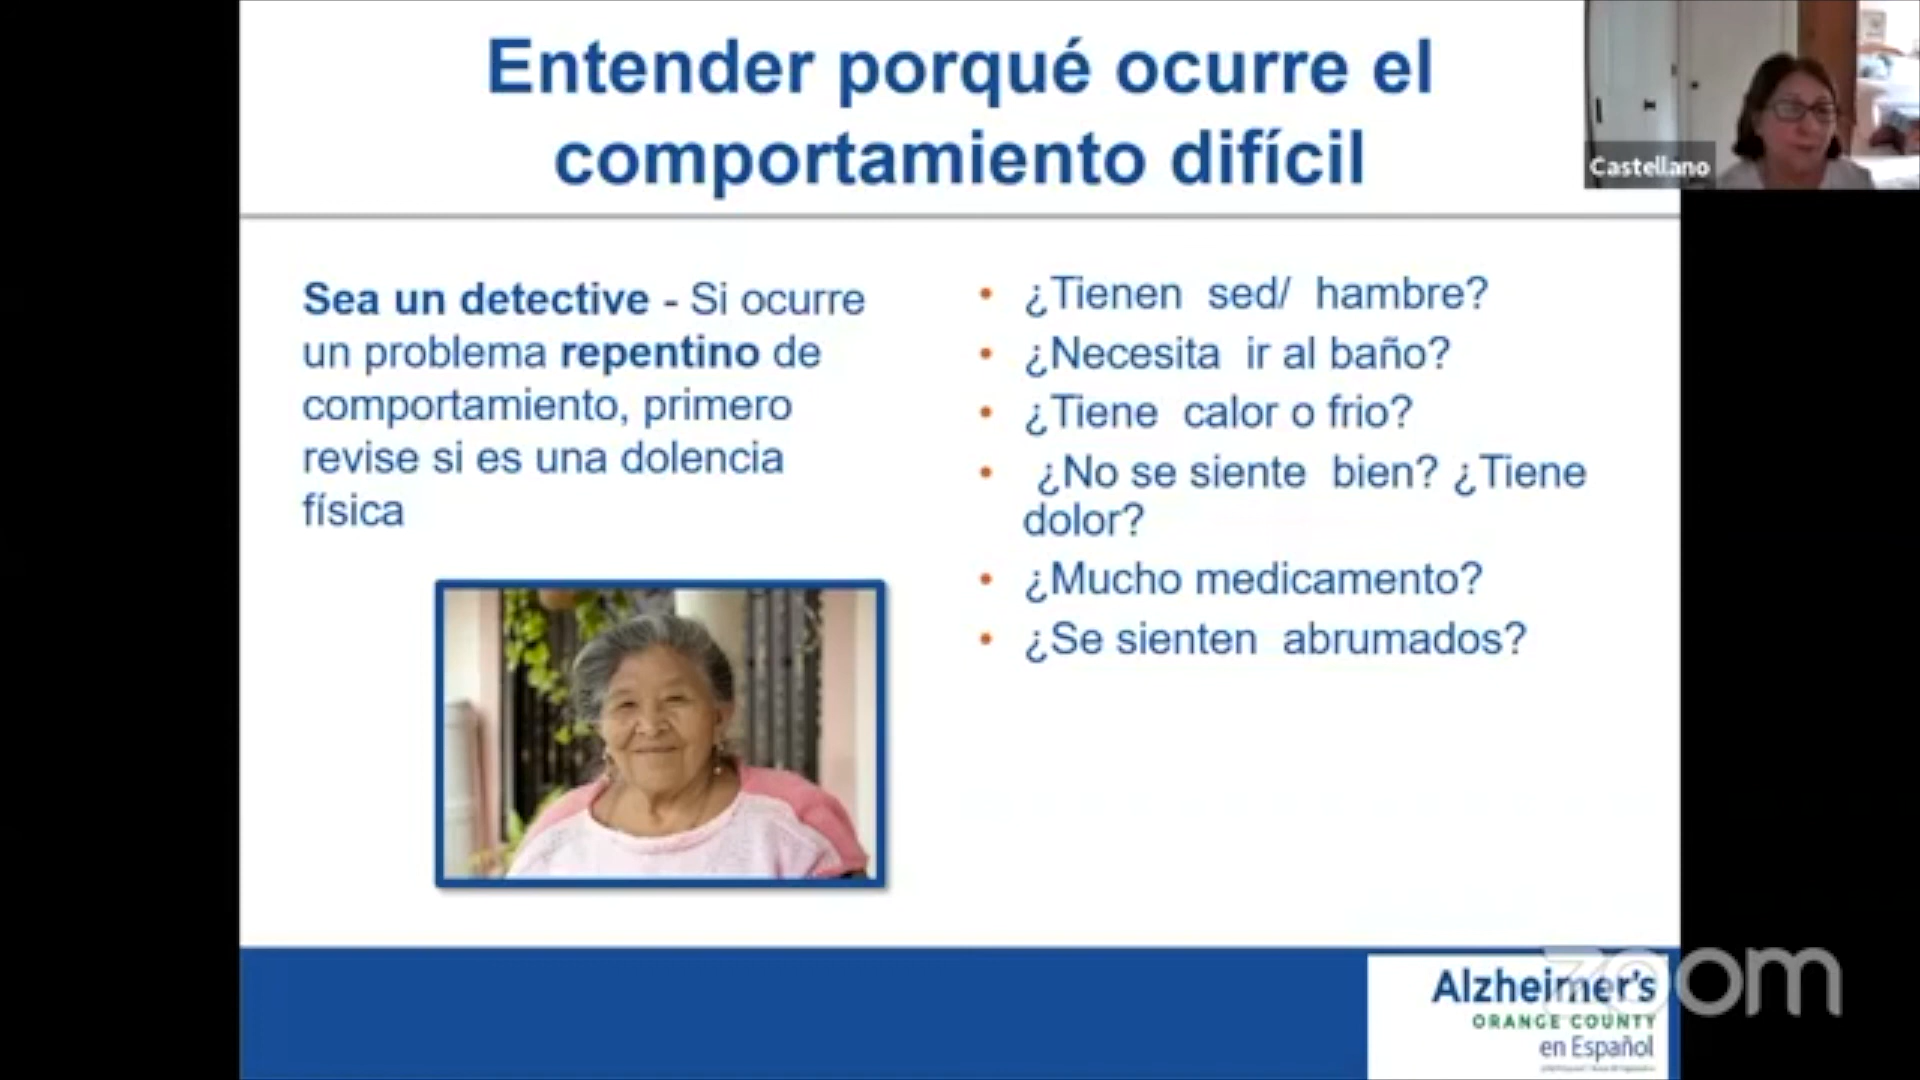 Entender porqué ocurre el
comportamiento difícil
Castellano
Sea un detective - Si ocurre
un problema repentino de
comportamiento, primero
revise si es una dolencia
física
• ¿Tienen sed/ hambre?
• ¿Necesita ir al baño?
• ¿Tiene calor o frio?
• ¿No se siente bien? ¿Tiene
dolor?
• ¿Mucho medicamento?
• ¿Se sienten abrumados?
zoom
Alzheimer's
ORANGE COUNTY
en Español